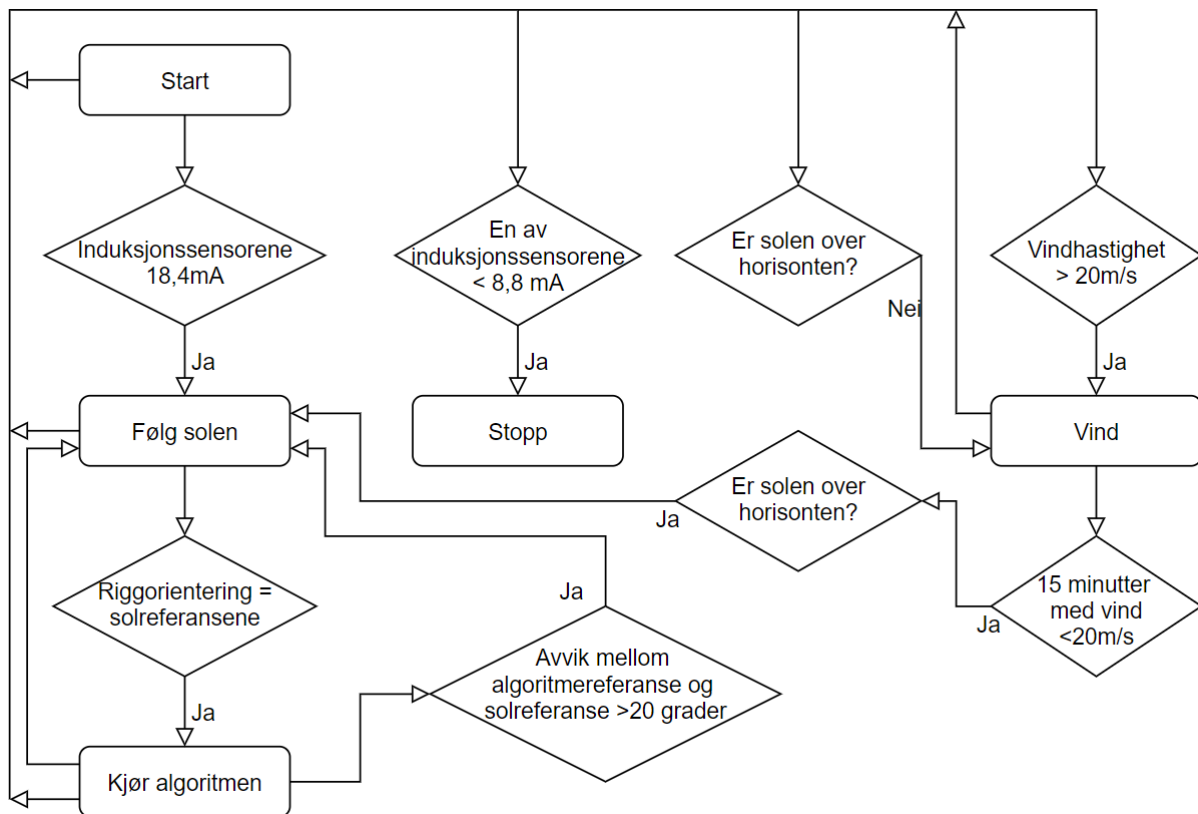 Start
Induksjonssensorene
18,4mA
En av
induksjonssensorene
< 8,8 mA
Er solen over
horisonten?
Vindhastighet
> 20m/s
Nei
Ja
Ja
Ja
Følg solen
Stopp
Vind
Er solen over
horisonten?
Ja
15 minutter
med vind
<20m/s
Ja
Riggorientering =
solreferansene
Ja
Avvik mellom
algoritmereferanse og
solreferanse >20 grader
Ja
Kjør algoritmen